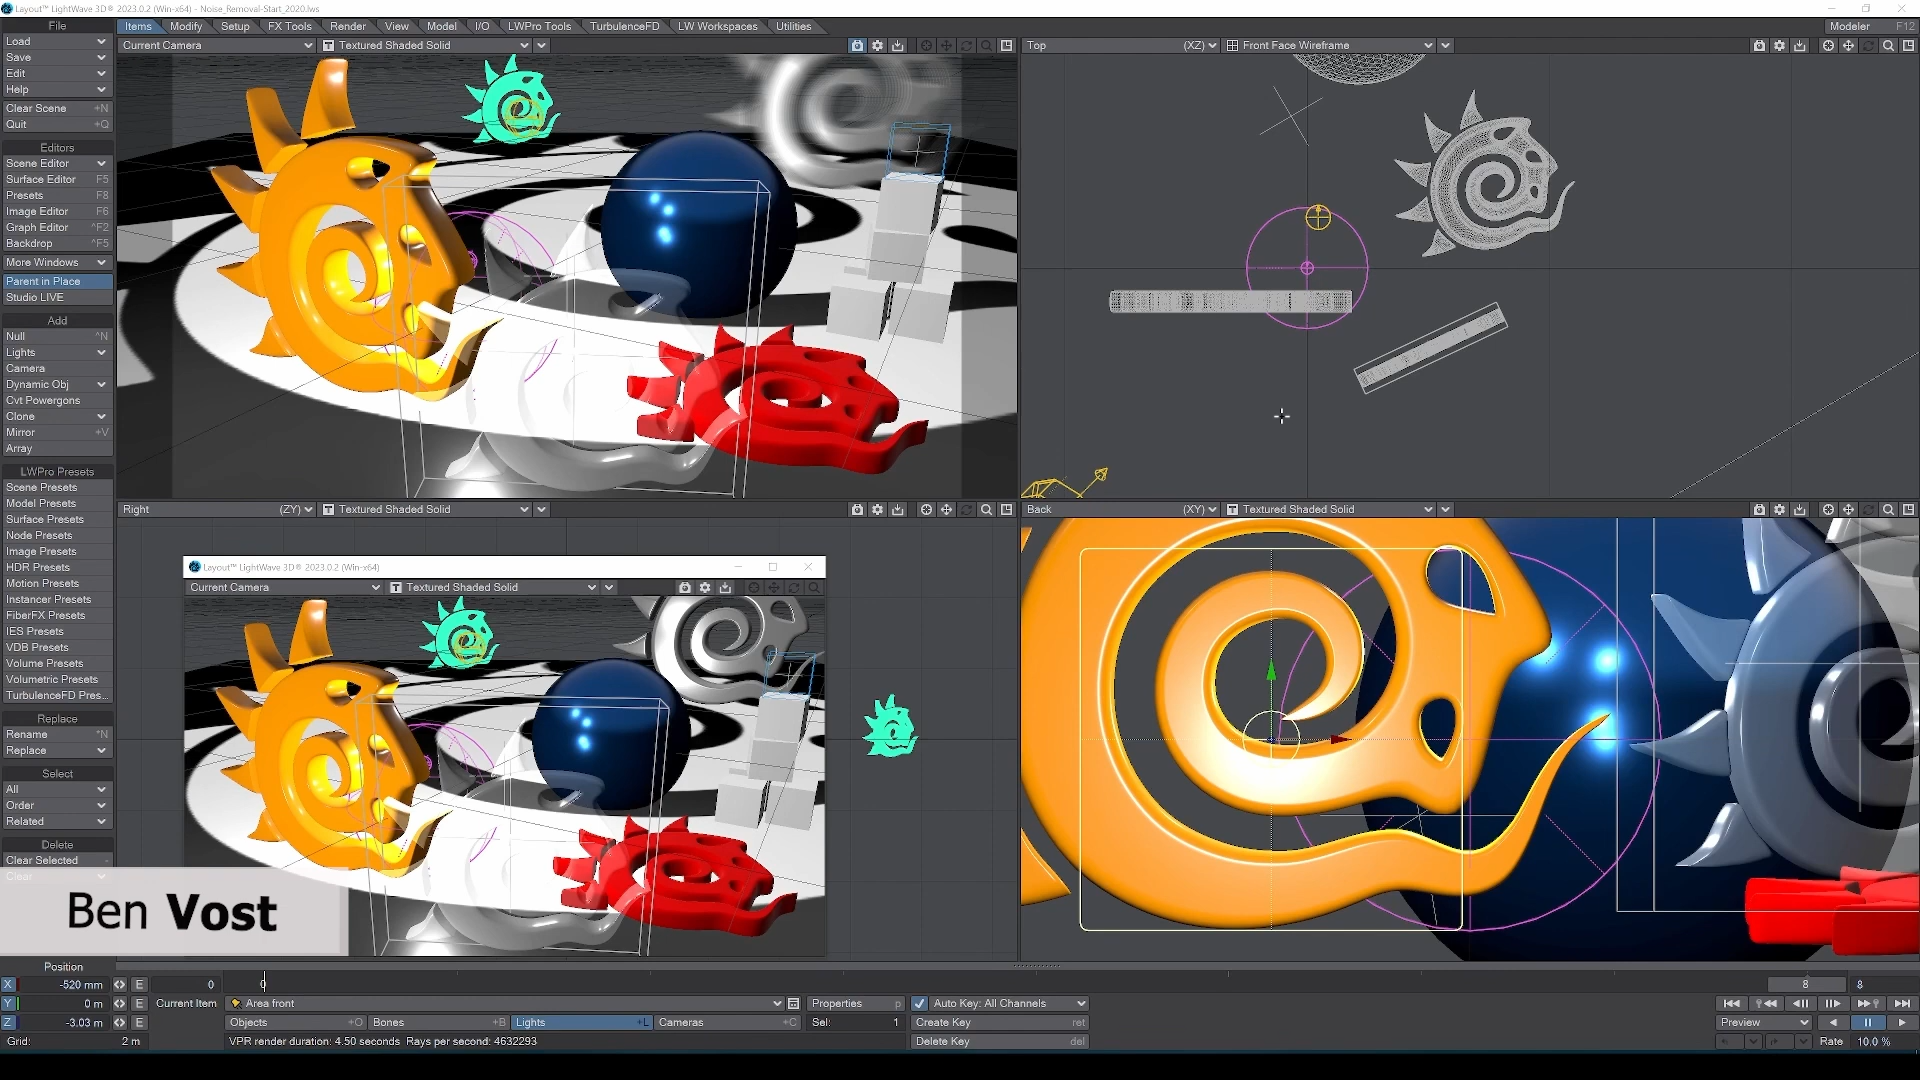 Layout™ LightWave 3D® 2023.0.2 (Win-x64) - Noise_Removal-Start_2020.lws
File
Items
Modify
Setup
FX Tools
Render
View
Model
I/O
LWPro Tools
TurbulenceFD
LW Workspaces
Utilities
Modeler F12
Load
Save
Edit
Help
Clear Scene +N
Quit +Q
Editors
Scene Editor
Surface Editor F5
Presets F8
Image Editor F6
Graph Editor ^F2
Backdrop ^F5
More Windows
Parent in Place
Studio LIVE
Add
Null ^N
Lights
Camera
Dynamic Obj
Cvt Powergons
Clone
Mirror +V
Array
LWPro Presets
Scene Presets
Model Presets
Surface Presets
Node Presets
Image Presets
HDR Presets
Motion Presets
Instancer Presets
FiberFX Presets
IES Presets
VDB Presets
Volume Presets
Volumetric Presets
TurbulenceFD Pres...
Replace
Rename ^N
Replace
Select
All
Order
Related
Delete
Clear Selected -
Clear
Current Camera
Textured Shaded Solid
Top (XZ)
Front Face Wireframe
Right (ZY)
Textured Shaded Solid
Back (XY)
Textured Shaded Solid
Layout™ LightWave 3D® 2023.0.2 (Win-x64)
Current Camera
Textured Shaded Solid
Ben Vost
Position
X -520 mm E
Y 0 m E
Z -3.03 m E
Grid: 2 m
0
0
8
8
Current Item
Area front
Properties p
Auto Key: All Channels
Objects +O
Bones +B
Lights +L
Cameras +C
Sel: 1
Create Key ret
Delete Key del
VPR render duration: 4.50 seconds Rays per second: 4632293
Preview
Rate 10.0 %